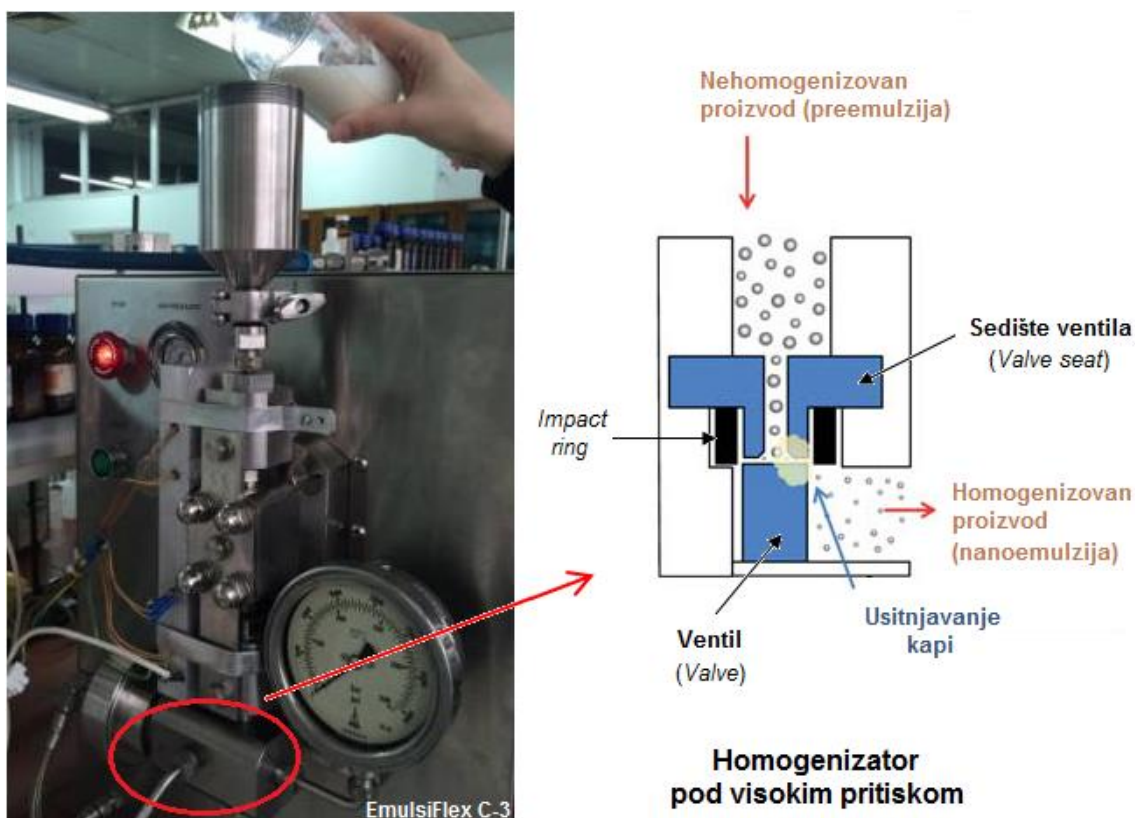 EmulsiFlex C-3
Nehomogenizovan
proizvod (preemulzija)
Sedište ventila
(Valve seat)
Impact
ring
Homogenizovan
proizvod
(nanoemulzija)
Usitnjavanje
kapi
Ventil
(Valve)
Homogenizator
pod visokim pritiskom